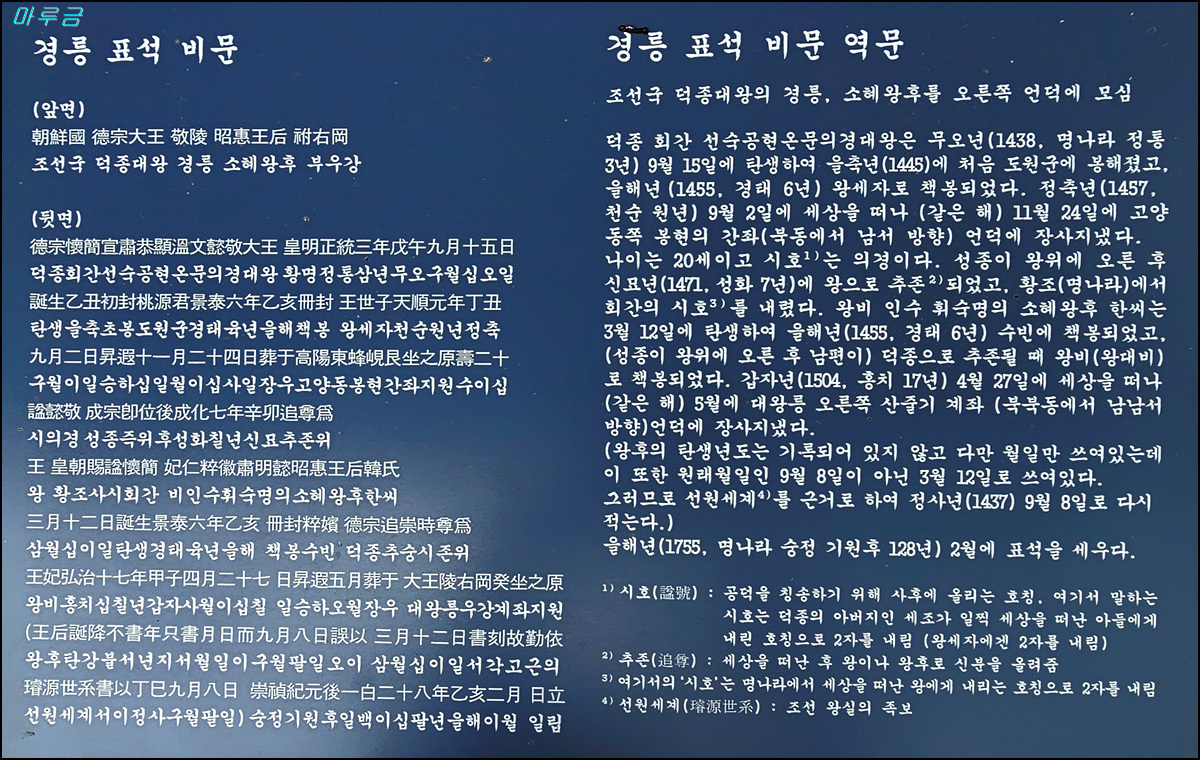 마루금
경릉 표석 비문
(앞면)
朝鮮國 德宗大王 敬陵 昭惠王后 祔右岡
조선국 덕종대왕 경릉 소혜왕후 부우강
(뒷면)
德宗懷簡宣肅恭顯溫文懿敬大王 皇明正統三年戊午九月十五日
덕종회간선숙공현온문의경대왕 황명정통삼년무오구월십오일
誕生乙丑初封桃源君景泰六年乙亥冊封 王世子天順元年丁丑
탄생을축초봉도원군경태육년을해책봉 왕세자천순원년정축
九月二日昇遐十一月二十四日葬于高陽東蜂峴艮坐之原壽二十
구월이일승하십일월이십사일장우고양동봉현간좌지원수이십
諡懿敬 成宗卽位後成化七年辛卯追尊爲
시의경 성종즉위후성화칠년신묘추존위
王 皇朝賜諡懷簡 妃仁粹徽肅明懿昭惠王后韓氏
왕 황조사시회간 비인수휘숙명의소혜왕후한씨
三月十二日誕生景泰六年乙亥 冊封粹嬪 德宗追崇時尊爲
삼월십이일탄생경태육년을해 책봉수빈 덕종추숭시존위
王妃弘治十七年甲子四月二十七 日昇遐五月葬于 大王陵右岡癸坐之原
왕비홍치십칠년갑자사월이십칠 일승하오월장우 대왕릉우강계좌지원
(王后誕降不書年只書月日而九月八日誤以 三月十二日書刻故勤依
왕후탄강불서년지서월일이구월팔일오이 삼월십이일서각고근의
璿源世系書以丁巳九月八日 崇禎紀元後一白二十八年乙亥二月 日立
선원세계서이정사구월팔일) 숭정기원후일백이십팔년을해이월 일립
경릉 표석 비문 역문
조선국 덕종대왕의 경릉, 소혜왕후를 오른쪽 언덕에 모심
덕종 회간 선숙공현온문의경대왕은 무오년(1438, 명나라 정통
3년) 9월 15일에 탄생하여 을축년(1445)에 처음 도원군에 봉해졌고,
을해년 (1455, 경태 6년) 왕세자로 책봉되었다. 정축년(1457,
천순 원년) 9월 2일에 세상을 떠나 (같은 해) 11월 24일에 고양
동쪽 봉현의 간좌(북동에서 남서 방향) 언덕에 장사지냈다.
나이는 20세이고 시호¹⁾는 의경이다. 성종이 왕위에 오른 후
신묘년(1471, 성화 7년)에 왕으로 추존²⁾되었고, 황조(명나라)에서
회간의 시호³⁾를 내렸다. 왕비 인수 휘숙명의 소혜왕후 한씨는
3월 12일에 탄생하여 을해년(1455, 경태 6년) 수빈에 책봉되었고,
(성종이 왕위에 오른 후 남편이) 덕종으로 추존될 때 왕비(왕대비)
로 책봉되었다. 갑자년(1504, 홍치 17년) 4월 27일에 세상을 떠나
(같은 해) 5월에 대왕릉 오른쪽 산줄기 계좌 (북북동에서 남남서
방향)언덕에 장사지냈다.
(왕후의 탄생년도는 기록되어 있지 않고 다만 월일만 쓰여있는데
이 또한 원래월일인 9월 8일이 아닌 3월 12일로 쓰여있다.
그러므로 선원세계⁴⁾를 근거로 하여 정사년(1437) 9월 8일로 다시
적는다.)
을해년(1755, 명나라 숭정 기원후 128년) 2월에 표석을 세우다.
¹⁾ 시호(諡號) : 공덕을 칭송하기 위해 사후에 올리는 호칭, 여기서 말하는
시호는 덕종의 아버지인 세조가 일찍 세상을 떠난 아들에게
내린 호칭으로 2자를 내림 (왕세자에겐 2자를 내림)
²⁾ 추존(追尊) : 세상을 떠난 후 왕이나 왕후로 신분을 올려줌
³⁾ 여기서의 '시호'는 명나라에서 세상을 떠난 왕에게 내리는 호칭으로 2자를 내림
⁴⁾ 선원세계(璿源世系) : 조선 왕실의 족보